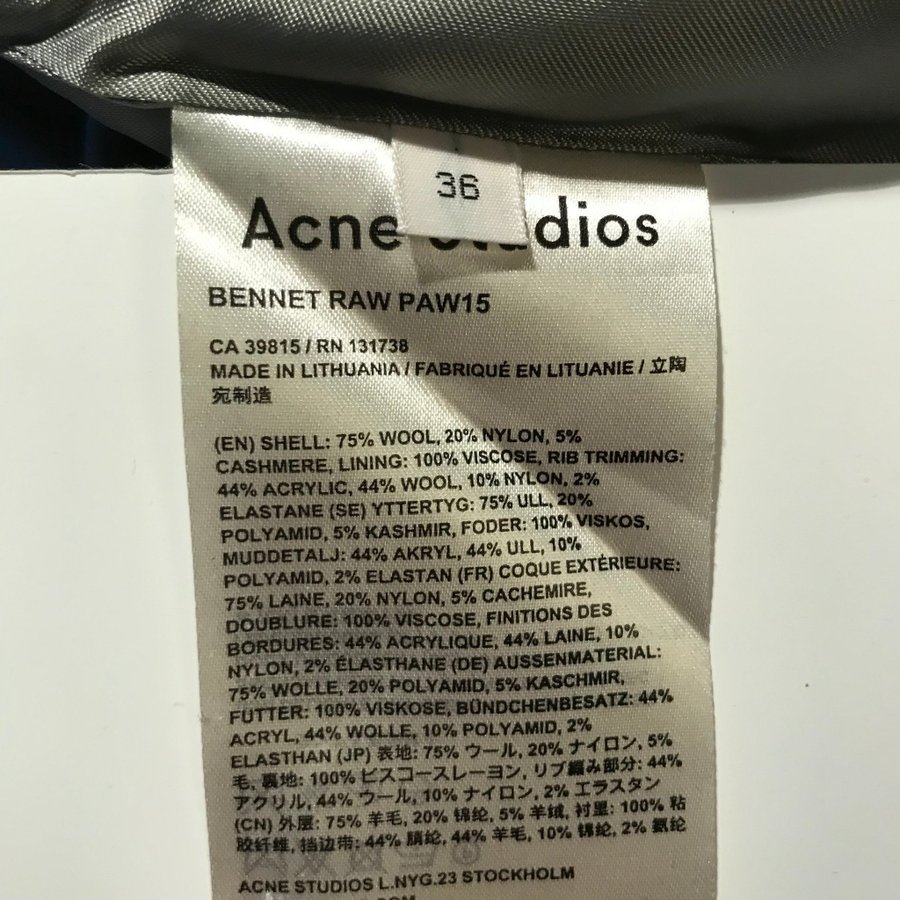 36
Acne Studios
BENNET RAW PAW15
CA 39815 / RN 131738
MADE IN LITHUANIA / FABRIQUÉ EN LITUANIE / 立陶
宛制造
(EN) SHELL: 75% WOOL, 20% NYLON, 5%
CASHMERE, LINING: 100% VISCOSE, RIB TRIMMING:
44% ACRYLIC, 44% WOOL, 10% NYLON, 2%
ELASTANE (SE) YTTERTYG: 75% ULL, 20%
POLYAMID, 5% KASHMIR, FODER: 100% VISKOS,
MUDDETALJ: 44% AKRYL, 44% ULL, 10%
POLYAMID, 2% ELASTAN (FR) COQUE EXTÉRIEURE:
75% LAINE, 20% NYLON, 5% CACHEMIRE,
DOUBLURE: 100% VISCOSE, FINITIONS DES
BORDURES: 44% ACRYLIQUE, 44% LAINE, 10%
NYLON, 2% ÉLASTHANE (DE) AUSSENMATERIAL:
75% WOLLE, 20% POLYAMID, 5% KASCHMIR,
FUTTER: 100% VISKOSE, BÜNDCHENBESATZ: 44%
ACRYL, 44% WOLLE, 10% POLYAMID, 2%
ELASTHAN (JP) 表地: 75% ウール, 20% ナイロン, 5%
毛, 裏地: 100% ビスコースレーヨン, リブ編み部分: 44%
アクリル, 44% ウール, 10% ナイロン, 2% エラスタン
(CN) 外层: 75% 羊毛, 20% 锦纶, 5% 羊绒, 衬里: 100% 粘
胶纤维, 挡边带: 44% 腈纶, 44% 羊毛, 10% 锦纶, 2% 氨纶
ACNE STUDIOS L.NYG.23 STOCKHOLM